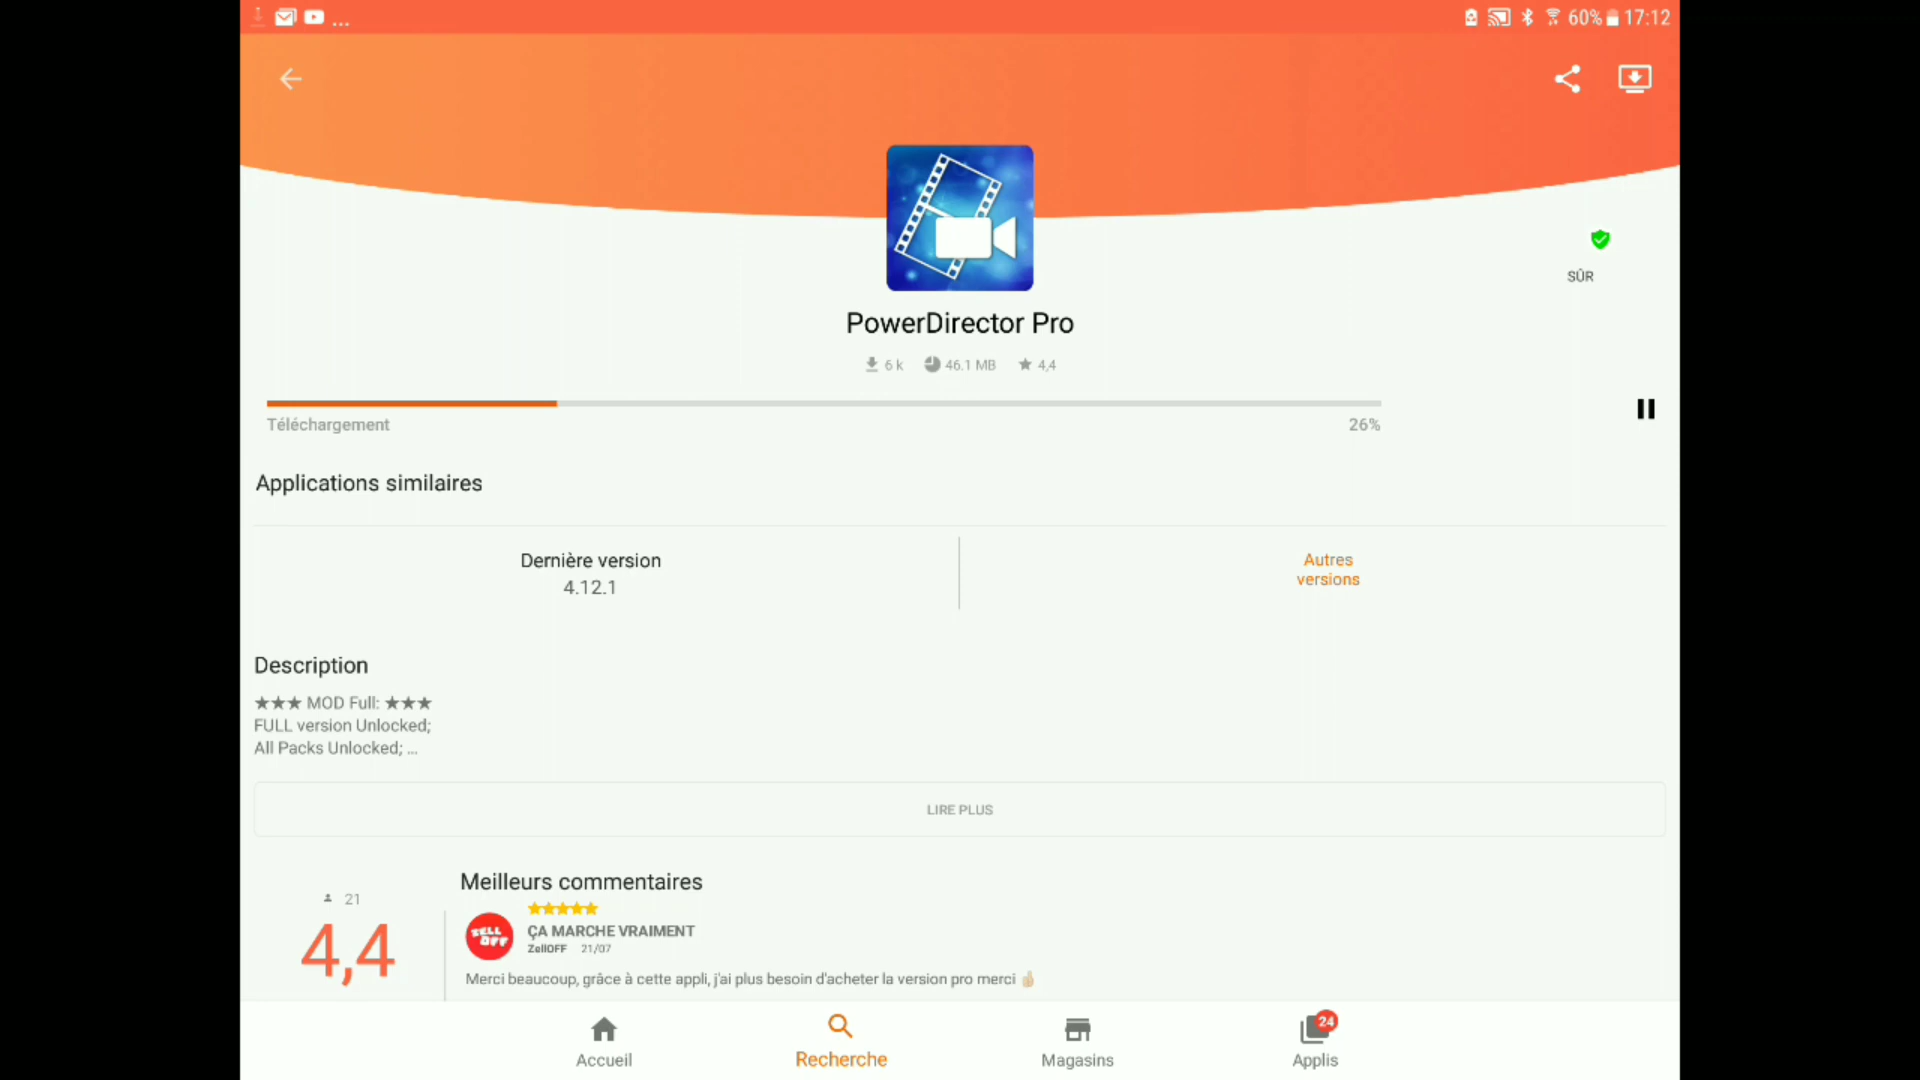 ... 60% 17:12
SÛR
PowerDirector Pro
6 k 46.1 MB 4,4
Téléchargement 26%
Applications similaires
Dernière version
4.12.1
Autres
versions
Description
★★★ MOD Full: ★★★
FULL version Unlocked;
All Packs Unlocked; ...
LIRE PLUS
21
4,4
Meilleurs commentaires
SELL OFF
ÇA MARCHE VRAIMENT
ZellOFF 21/07
Merci beaucoup, grâce à cette appli, j'ai plus besoin d'acheter la version pro merci
Accueil
Recherche
Magasins
24
Applis